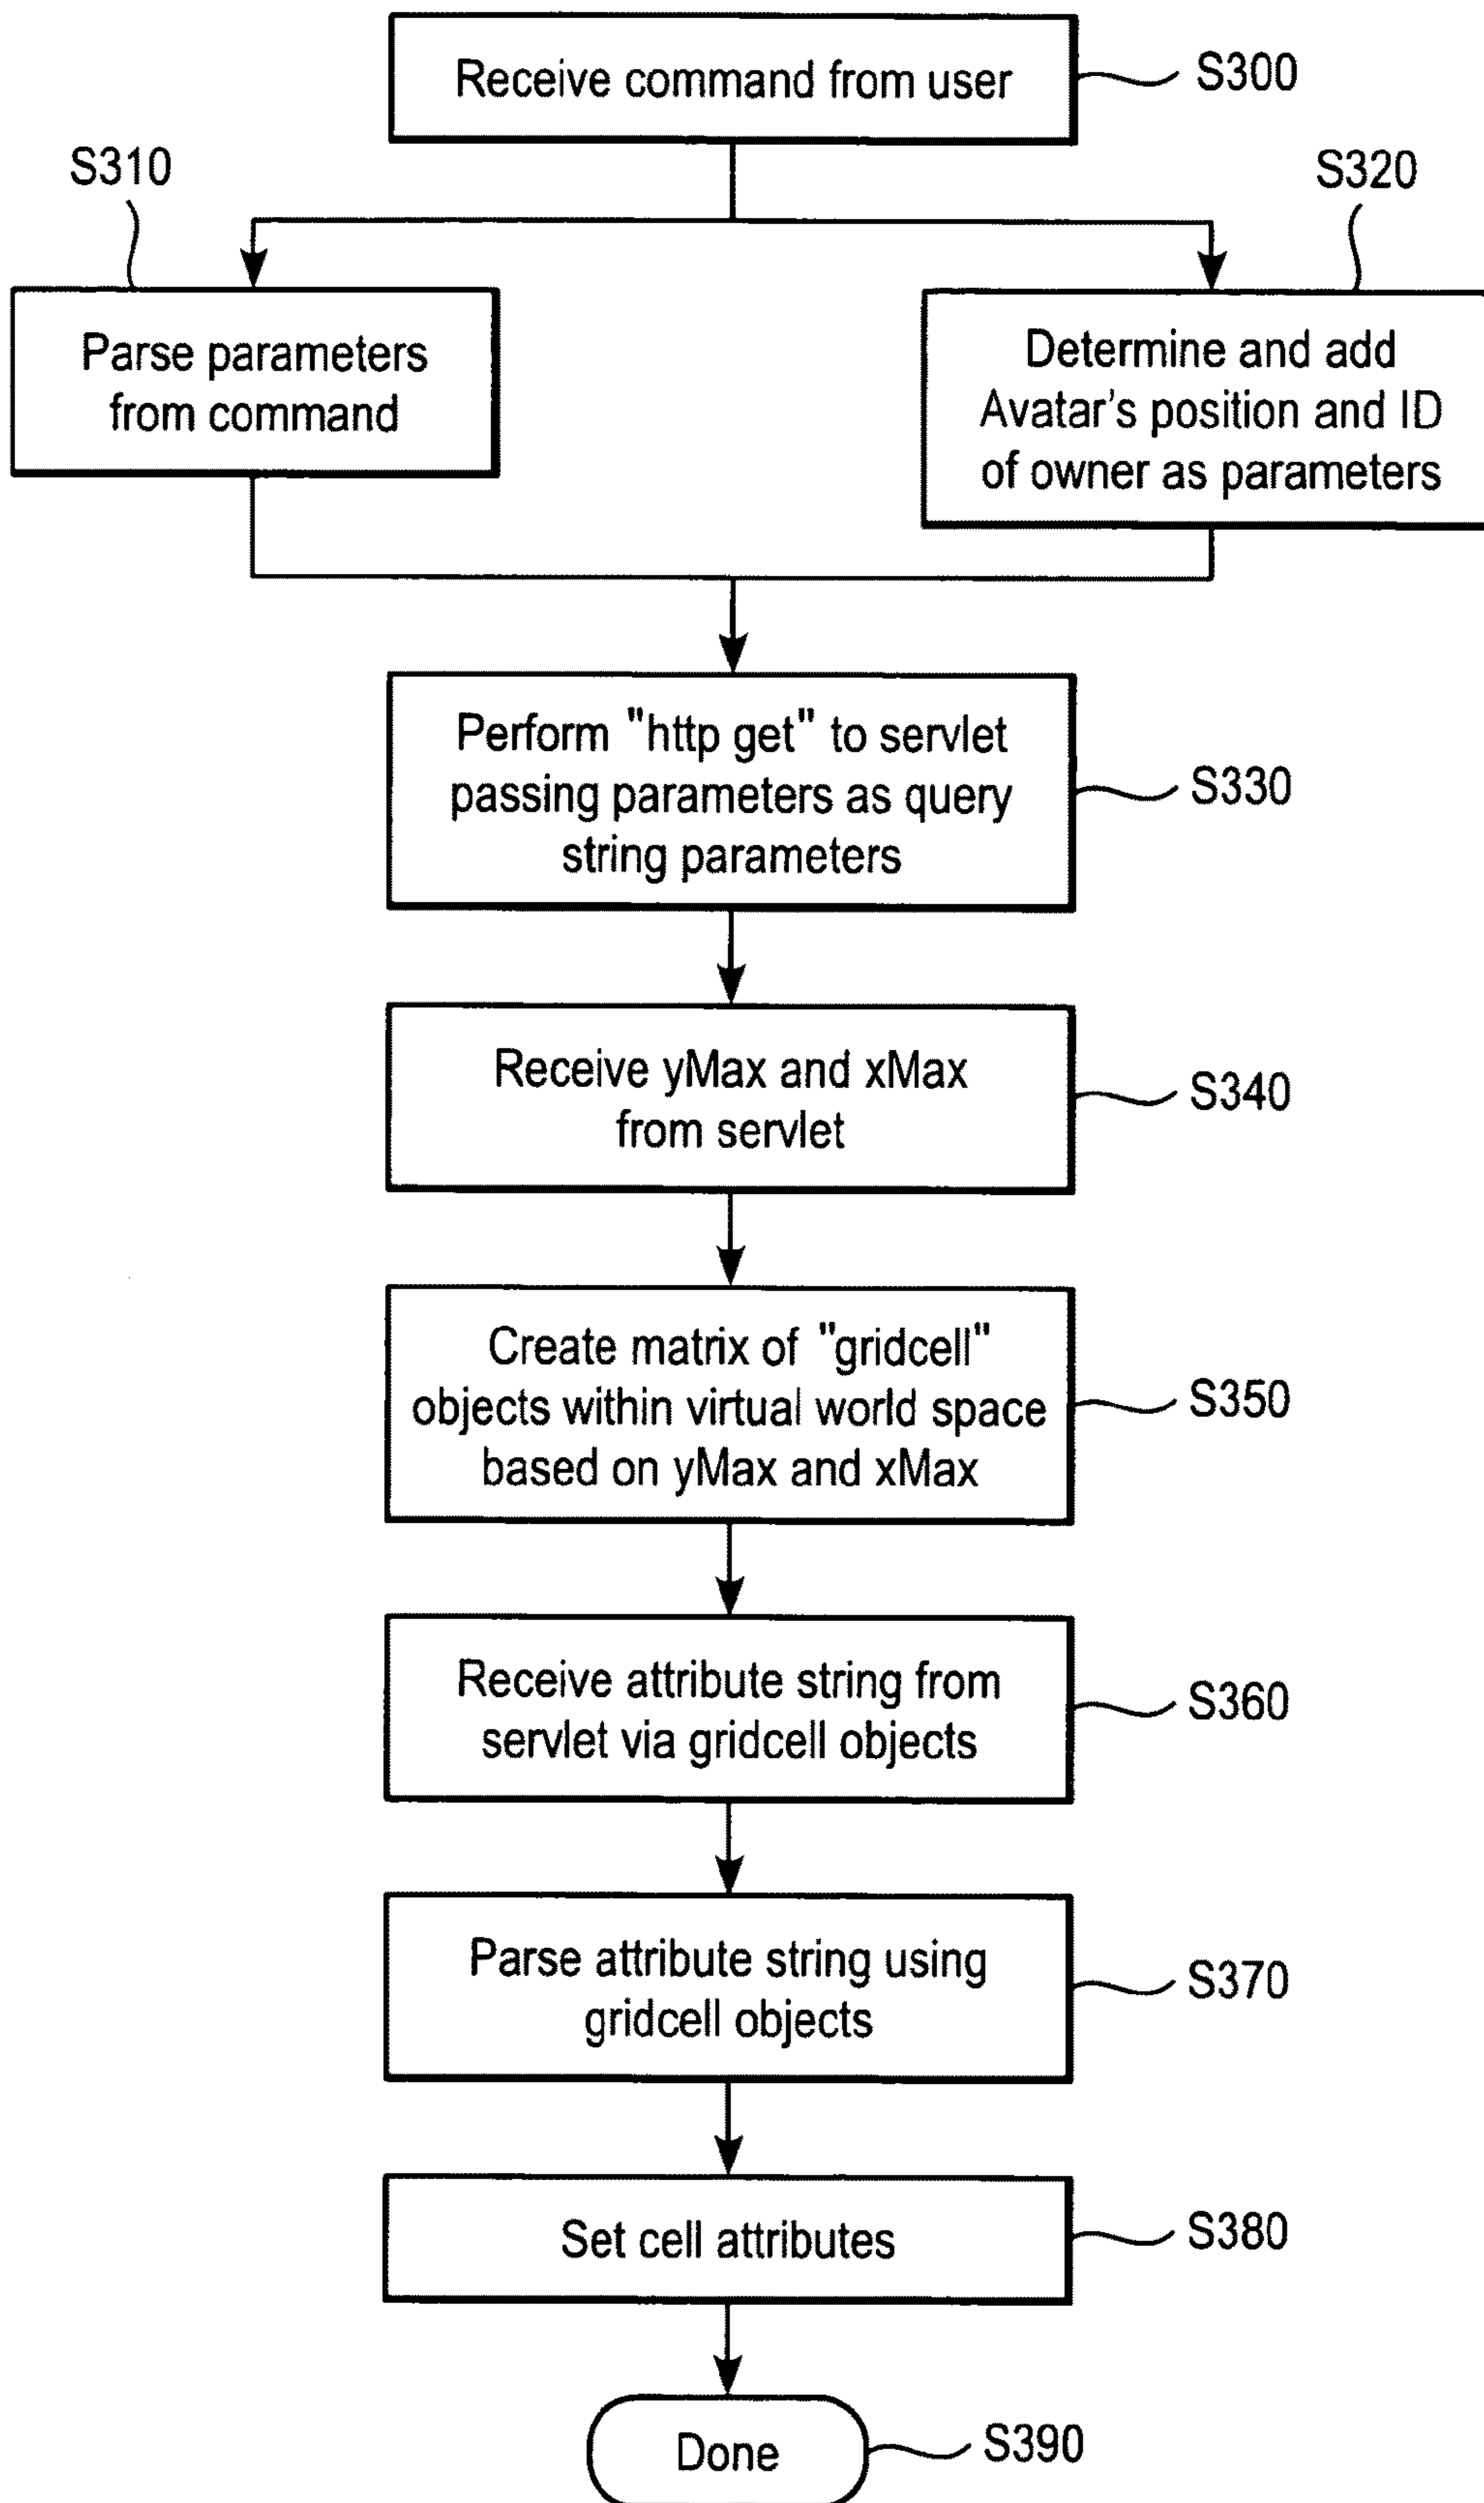 Receive command from user
S300
S310
S320
Parse parameters
from command
Determine and add
Avatar's position and ID
of owner as parameters
Perform "http get" to servlet
passing parameters as query
string parameters
S330
Receive yMax and xMax
from servlet
S340
Create matrix of "gridcell"
objects within virtual world space
based on yMax and xMax
S350
Receive attribute string from
servlet via gridcell objects
S360
Parse attribute string using
gridcell objects
S370
Set cell attributes
S380
Done
S390